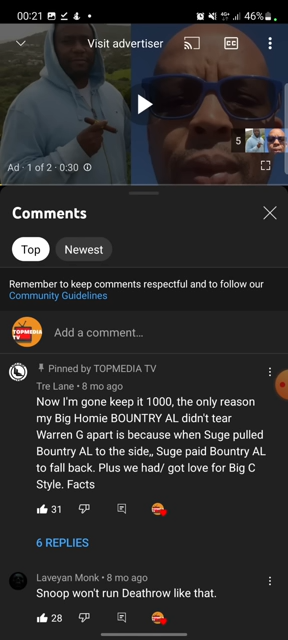 00:21
4G+
46%
Visit advertiser
CC
5
Ad · 1 of 2 · 0:30
Comments
Top
Newest
Remember to keep comments respectful and to follow our
Community Guidelines
TOPMEDIA
TV
Add a comment...
Pinned by TOPMEDIA TV
Tre Lane • 8 mo ago
Now I'm gone keep it 1000, the only reason
my Big Homie BOUNTRY AL didn't tear
Warren G apart is because when Suge pulled
Bountry AL to the side,, Suge paid Bountry AL
to fall back. Plus we had/ got love for Big C
Style. Facts
31
6 REPLIES
Laveyan Monk • 8 mo ago
Snoop won't run Deathrow like that.
28